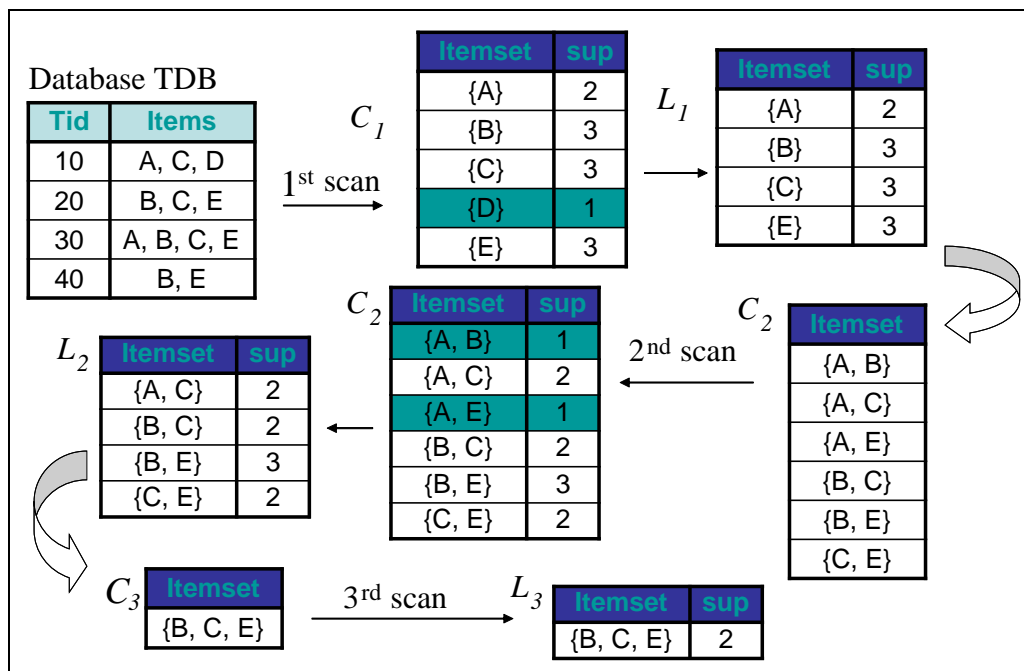 Database TDB
Tid Items
10 A, C, D
20 B, C, E
30 A, B, C, E
40 B, E
1st scan
C1
Itemset sup
{A} 2
{B} 3
{C} 3
{D} 1
{E} 3
L1
Itemset sup
{A} 2
{B} 3
{C} 3
{E} 3
C2
Itemset
{A, B}
{A, C}
{A, E}
{B, C}
{B, E}
{C, E}
2nd scan
C2
Itemset sup
{A, B} 1
{A, C} 2
{A, E} 1
{B, C} 2
{B, E} 3
{C, E} 2
L2
Itemset sup
{A, C} 2
{B, C} 2
{B, E} 3
{C, E} 2
C3
Itemset
{B, C, E}
3rd scan
L3
Itemset sup
{B, C, E} 2